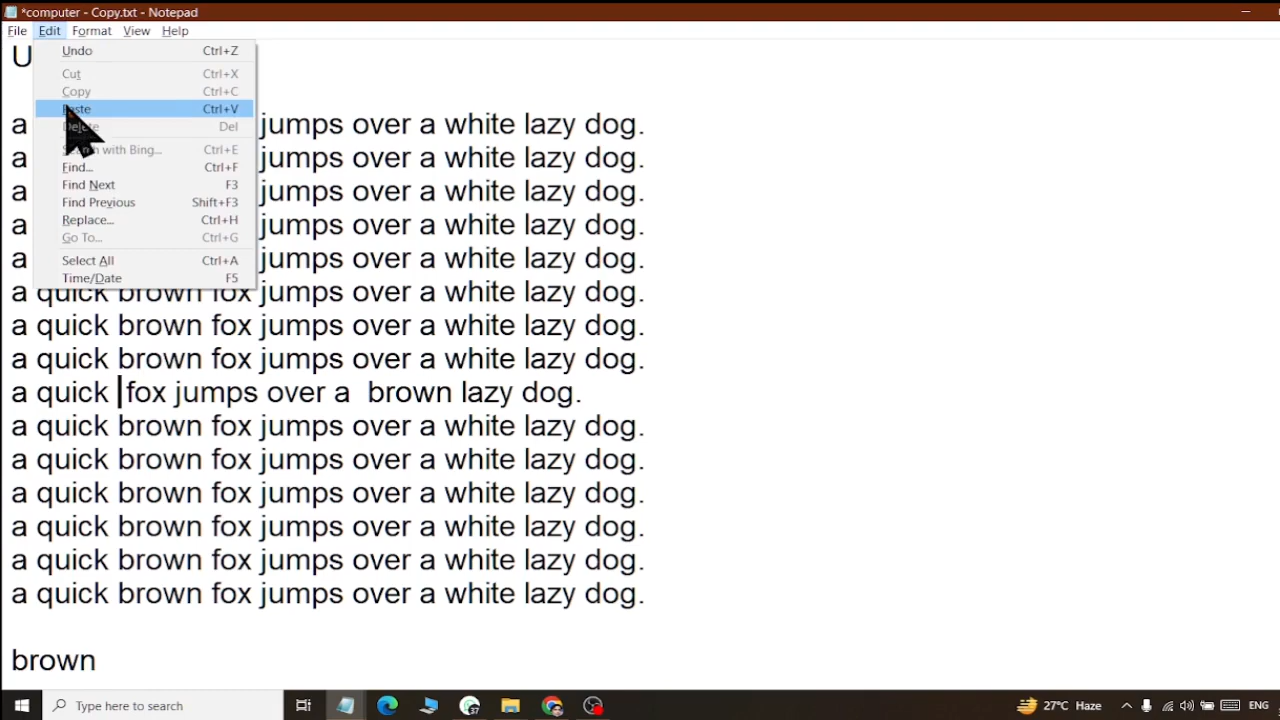 *computer - Copy.txt - Notepad
File Edit Format View Help
U
Undo Ctrl+Z
Cut Ctrl+X
Copy Ctrl+C
Paste Ctrl+V
Delete Del
Search with Bing... Ctrl+E
Find... Ctrl+F
Find Next F3
Find Previous Shift+F3
Replace... Ctrl+H
Go To... Ctrl+G
Select All Ctrl+A
Time/Date F5
a jumps over a white lazy dog.
a jumps over a white lazy dog.
a jumps over a white lazy dog.
a jumps over a white lazy dog.
a jumps over a white lazy dog.
a quick brown fox jumps over a white lazy dog.
a quick brown fox jumps over a white lazy dog.
a quick brown fox jumps over a white lazy dog.
a quick fox jumps over a  brown lazy dog.
a quick brown fox jumps over a white lazy dog.
a quick brown fox jumps over a white lazy dog.
a quick brown fox jumps over a white lazy dog.
a quick brown fox jumps over a white lazy dog.
a quick brown fox jumps over a white lazy dog.
a quick brown fox jumps over a white lazy dog.
brown
Type here to search
27°C Haze
ENG